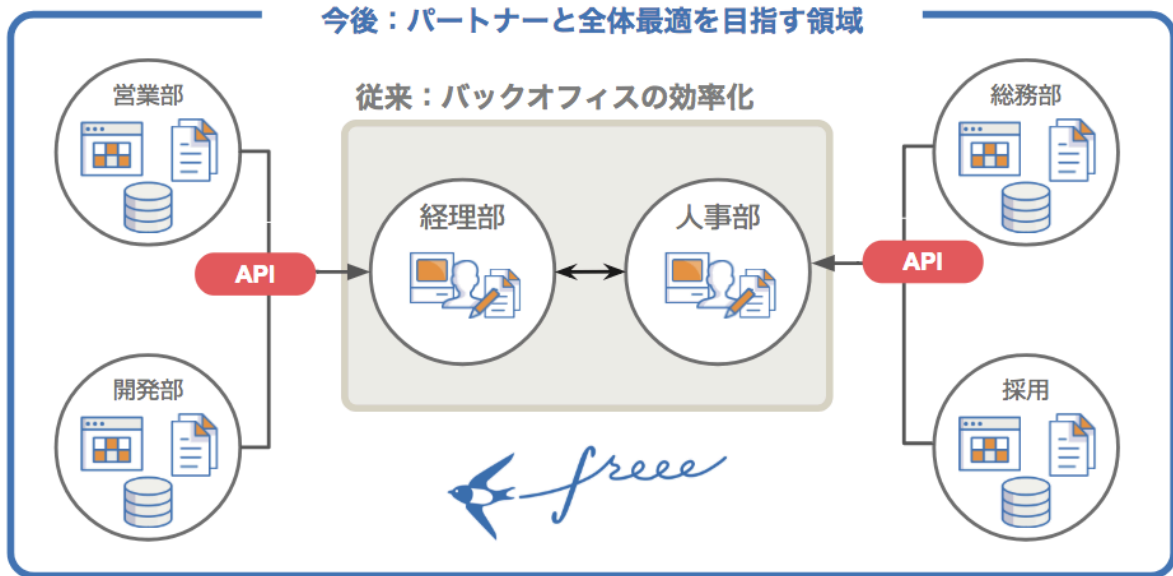 今後：パートナーと全体最適を目指す領域
従来：バックオフィスの効率化
営業部
総務部
経理部
人事部
API
API
開発部
採用
freee